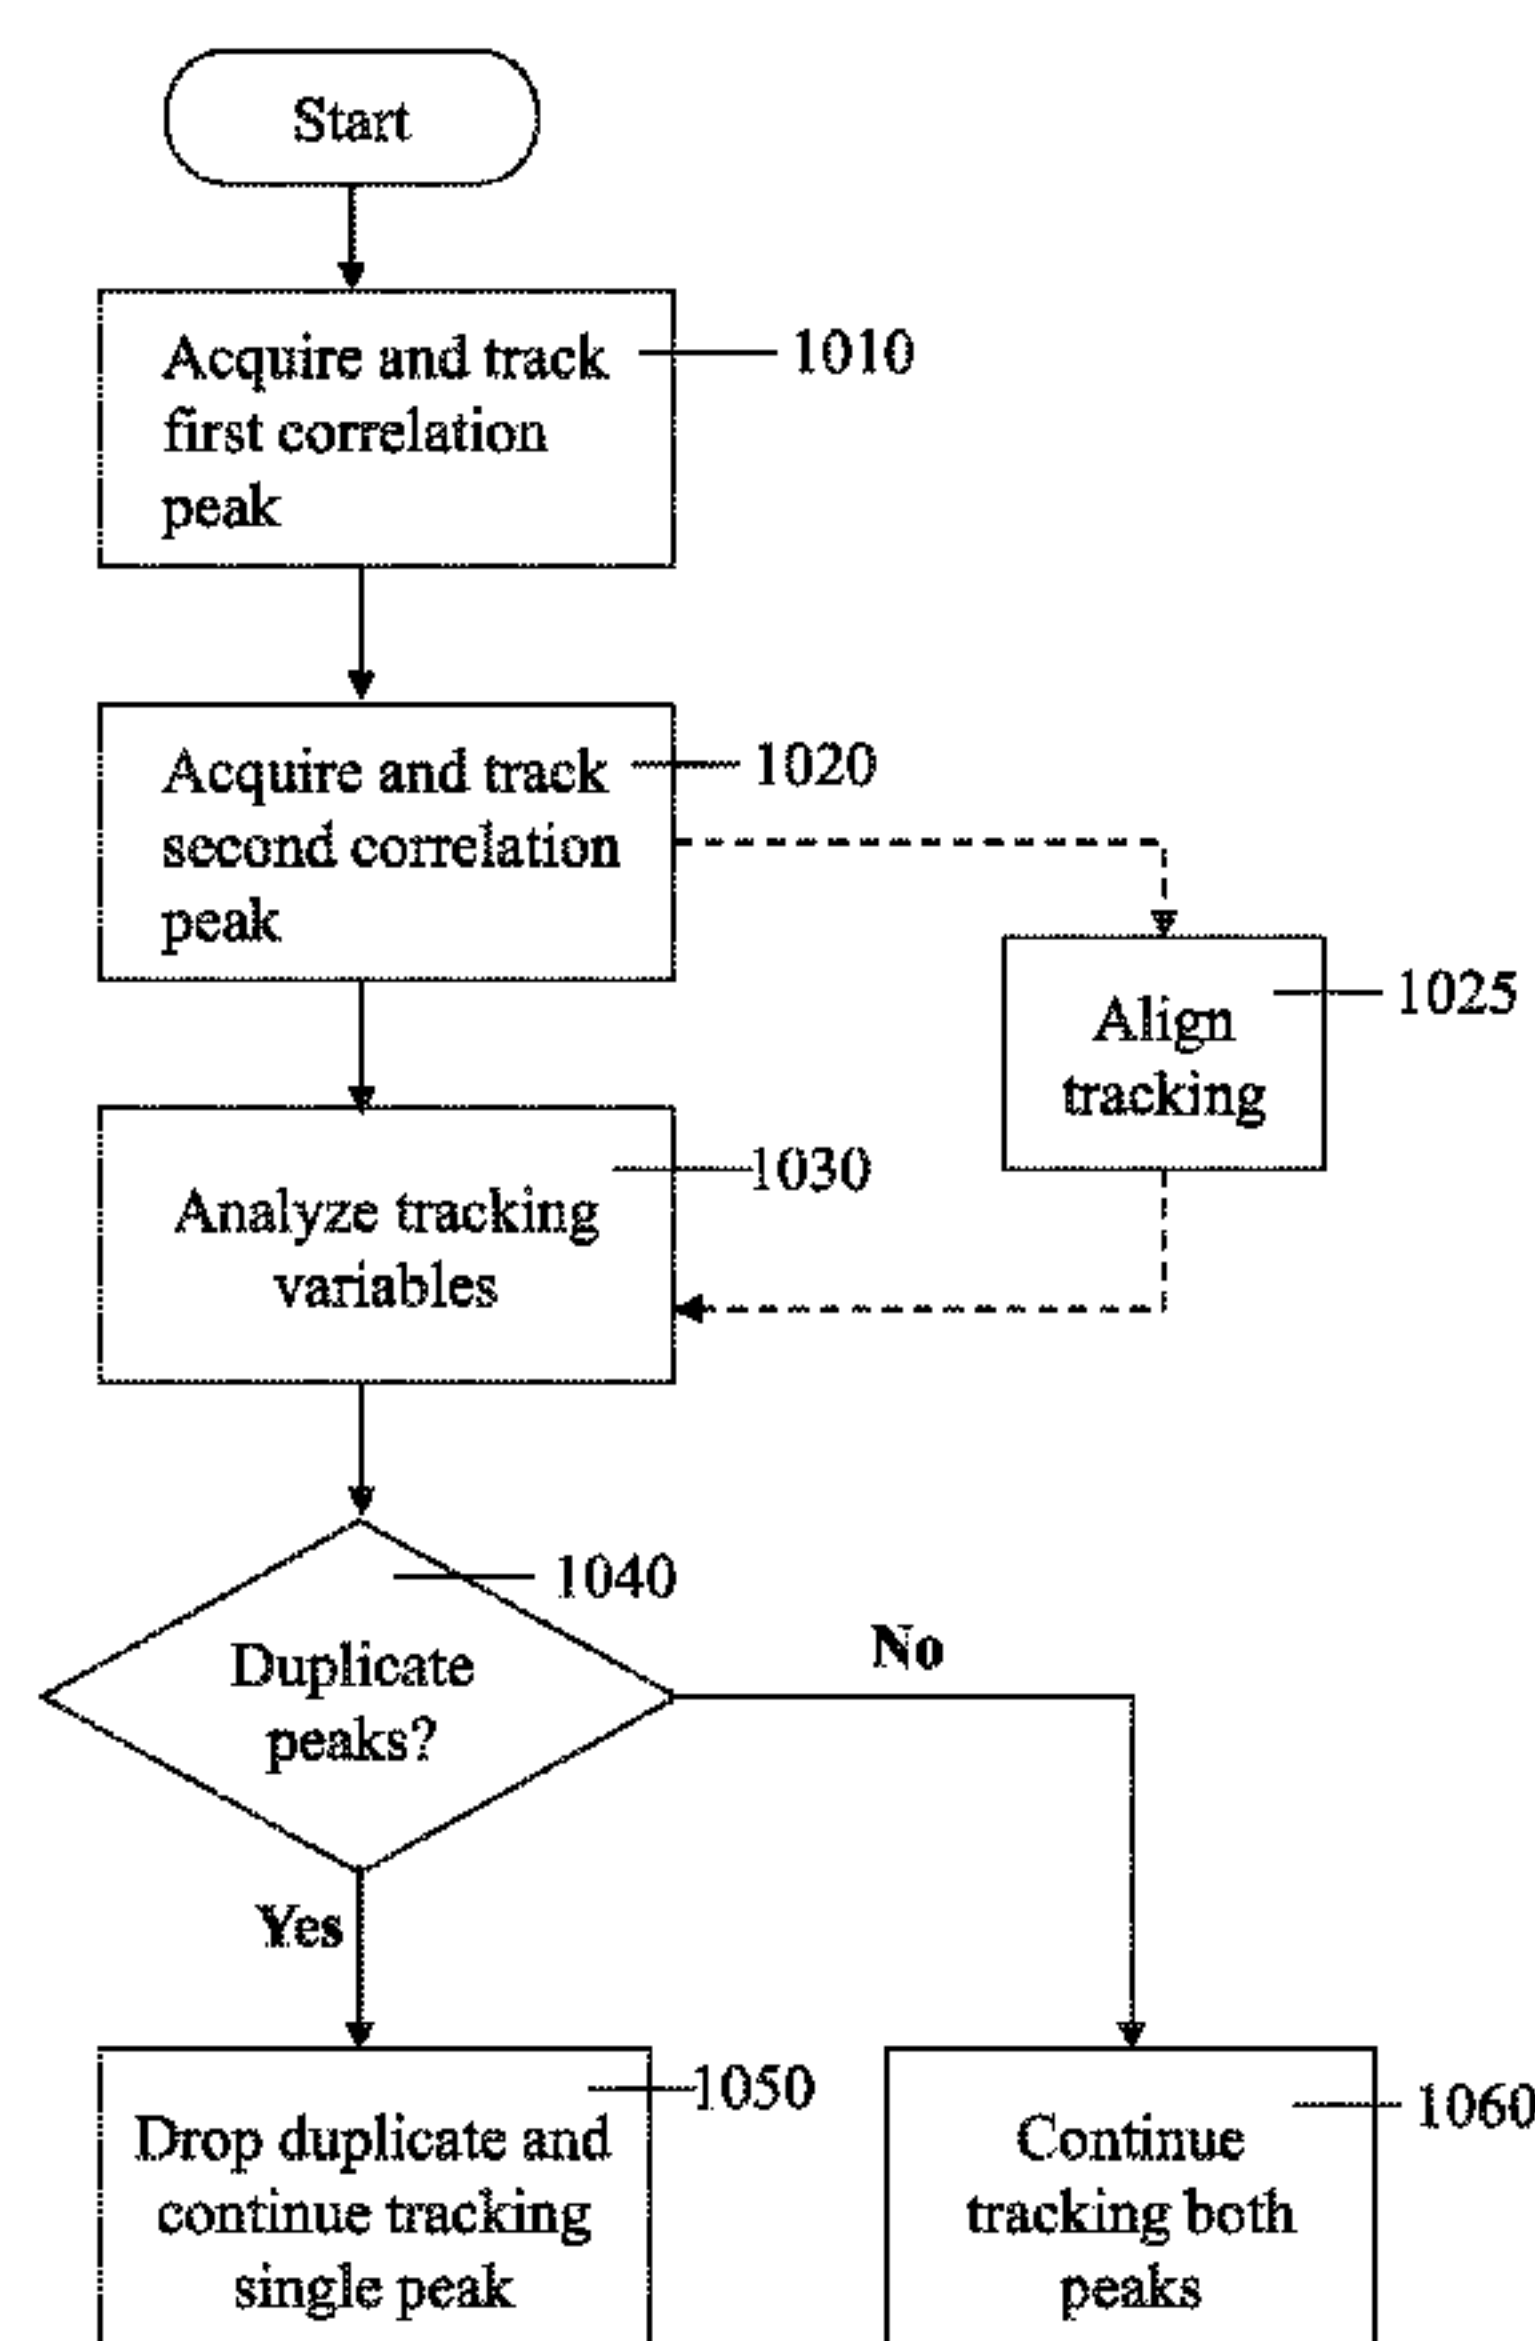 Start
Acquire and track
first correlation
peak
1010
Acquire and track
second correlation
peak
1020
Align
tracking
1025
Analyze tracking
variables
1030
Duplicate
peaks?
1040
No
Yes
Drop duplicate and
continue tracking
single peak
1050
Continue
tracking both
peaks
1060